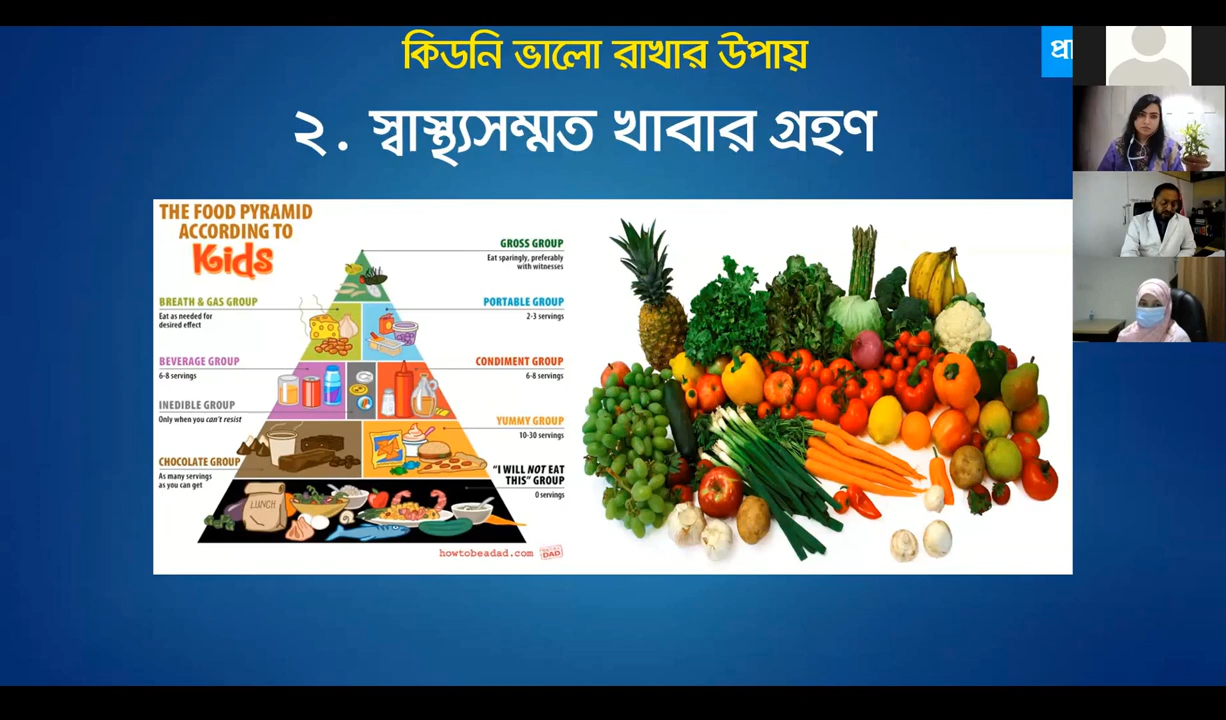 কিডনি ভালো রাখার উপায়
প্রা
২. স্বাস্থ্যসম্মত খাবার গ্রহণ
THE FOOD PYRAMID
ACCORDING TO
Kids
GROSS GROUP
Eat sparingly, preferably
with witnesses
BREATH & GAS GROUP
Eat as needed for
desired effect
PORTABLE GROUP
2-3 servings
BEVERAGE GROUP
6-8 servings
CONDIMENT GROUP
6-8 servings
INEDIBLE GROUP
Only when you can't resist
YUMMY GROUP
10-30 servings
CHOCOLATE GROUP
As many servings
as you can get
"I WILL NOT EAT
THIS" GROUP
0 servings
LUNCH
howtobeadad.com
DAD